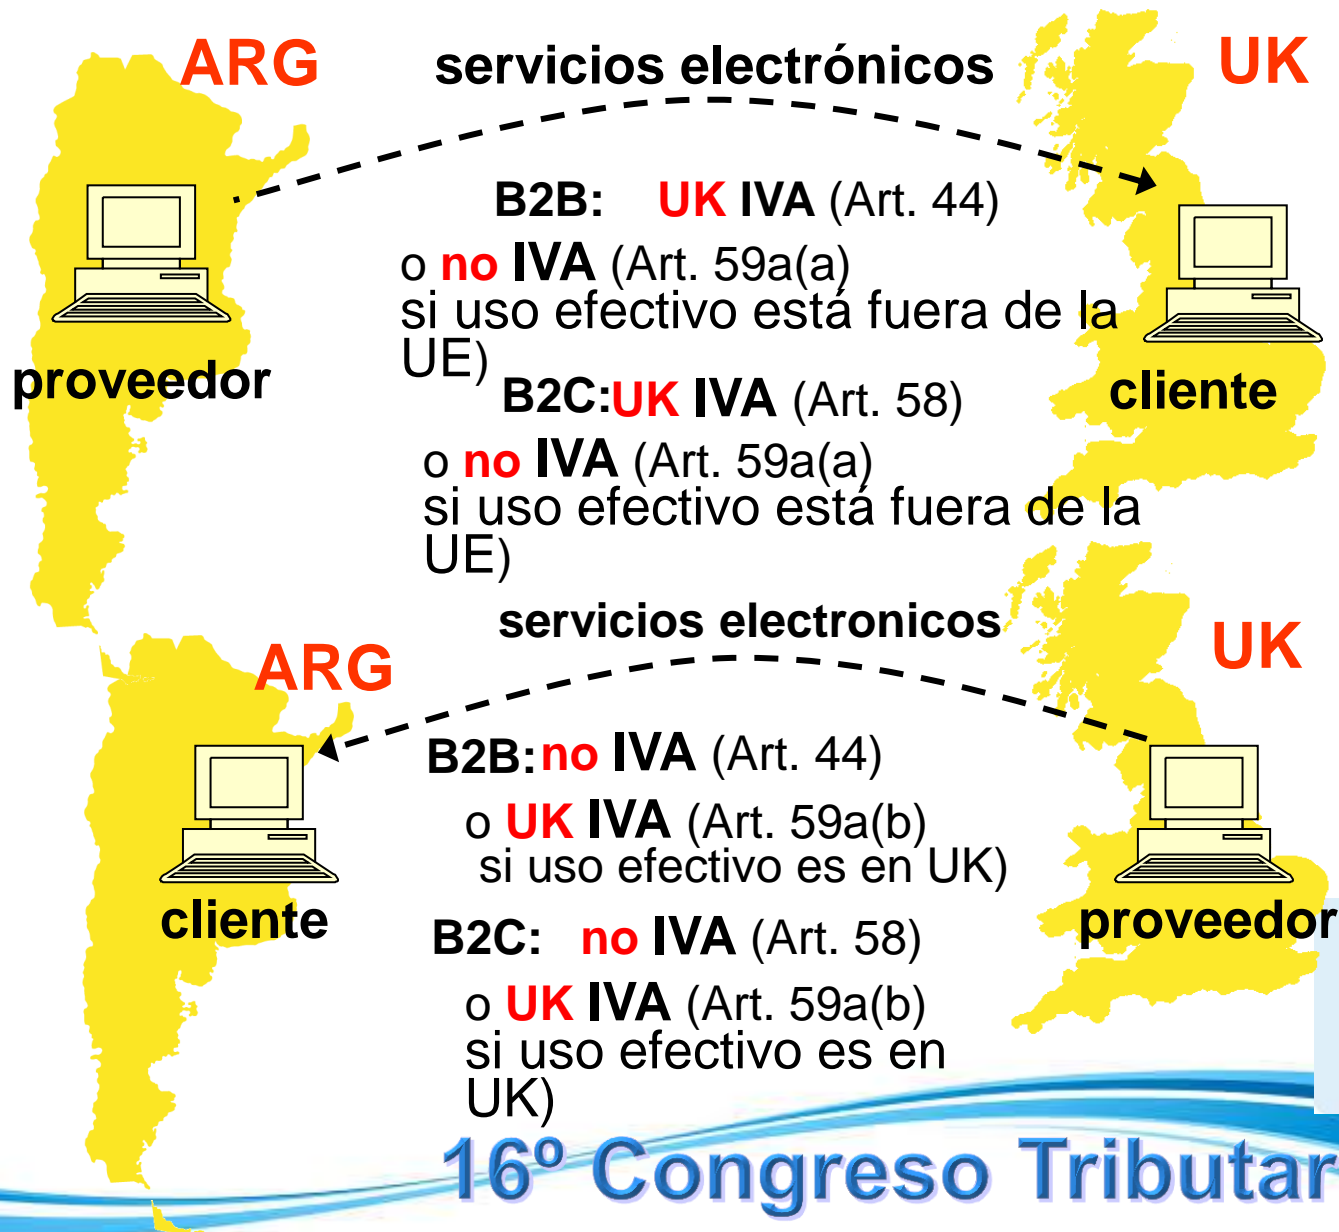 ARG
servicios electrónicos
UK
B2B: UK IVA (Art. 44)
o no IVA (Art. 59a(a)
si uso efectivo está fuera de la
UE)
proveedor
cliente
B2C:UK IVA (Art. 58)
o no IVA (Art. 59a(a)
si uso efectivo está fuera de la
UE)
servicios electronicos
ARG
UK
B2B:no IVA (Art. 44)
o UK IVA (Art. 59a(b)
si uso efectivo es en UK)
cliente
proveedor
B2C: no IVA (Art. 58)
o UK IVA (Art. 59a(b)
si uso efectivo es en
UK)
16º Congreso Tributar